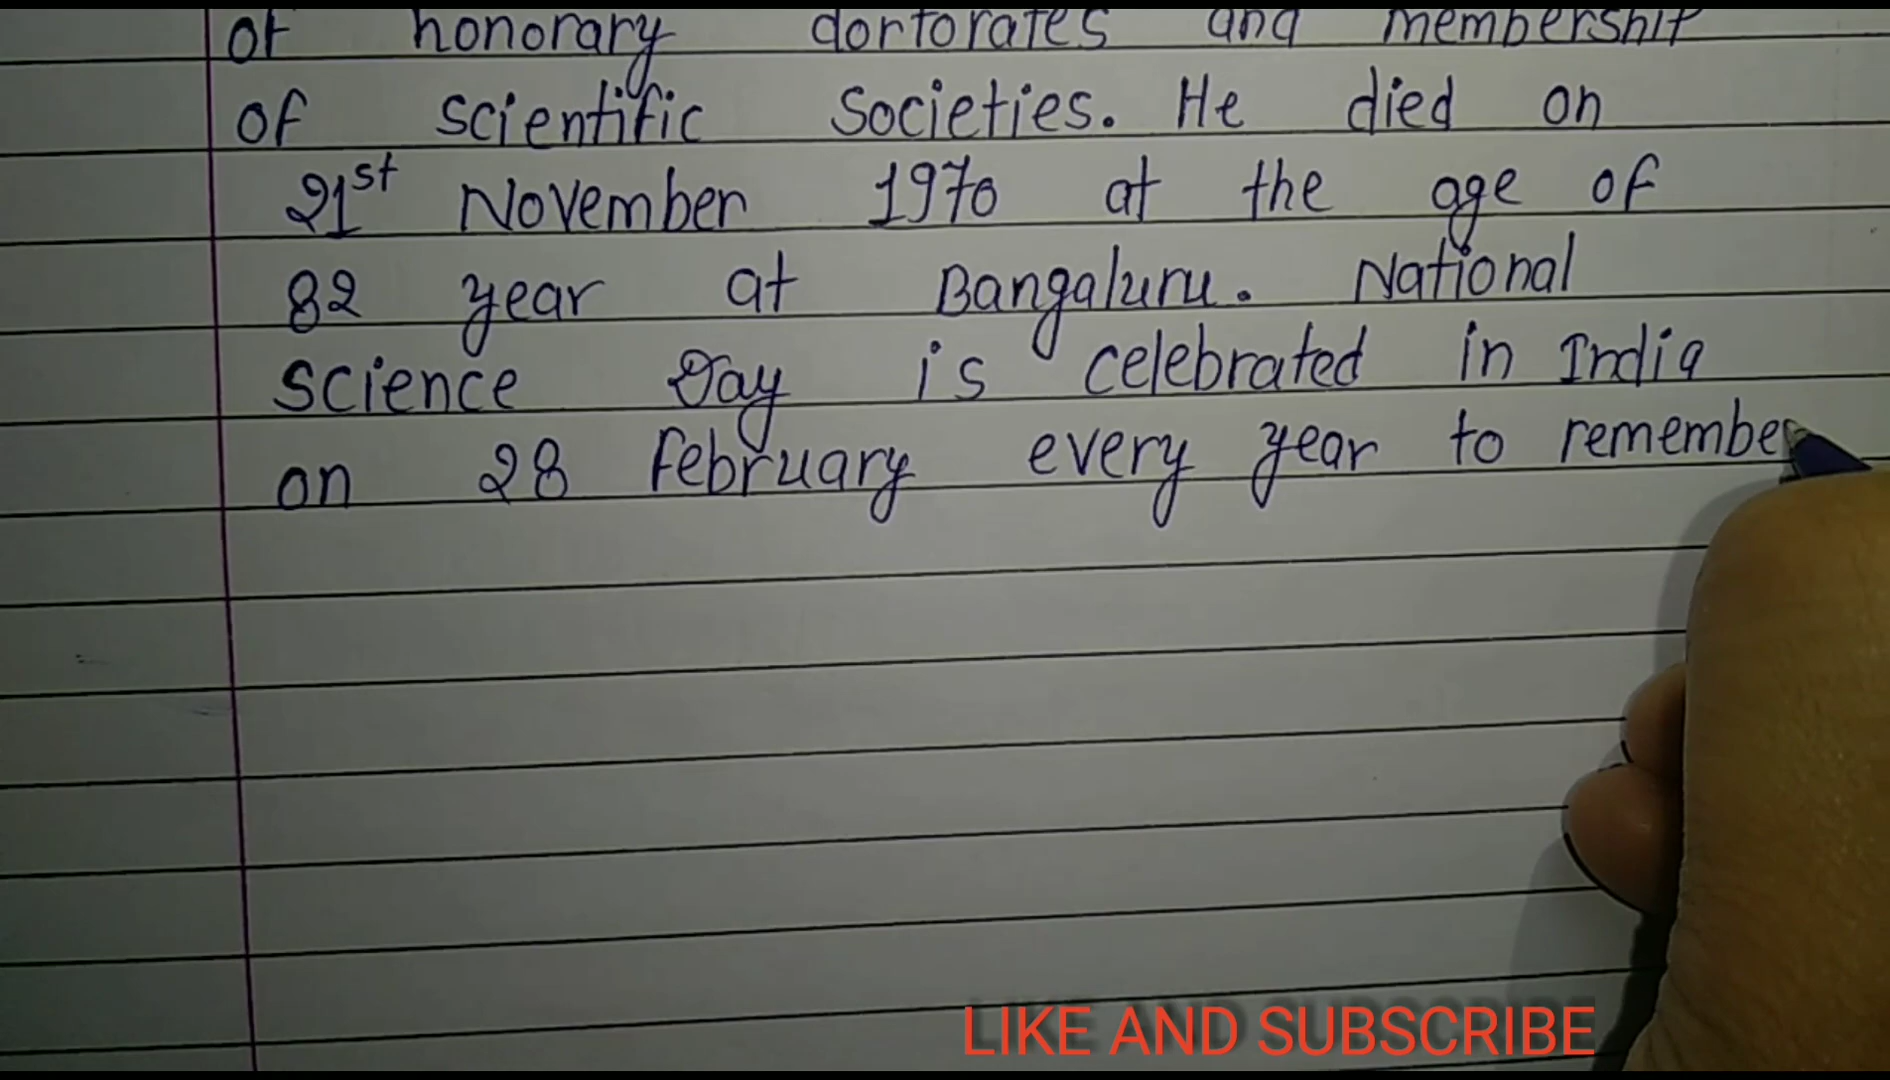 of honorary dortorates and membership
of scientific Societies. He died on
21st November 1970 at the age of
82 year at Bangaluru. National
Science Day is celebrated in India
on 28 February every year to remember
LIKE AND SUBSCRIBE